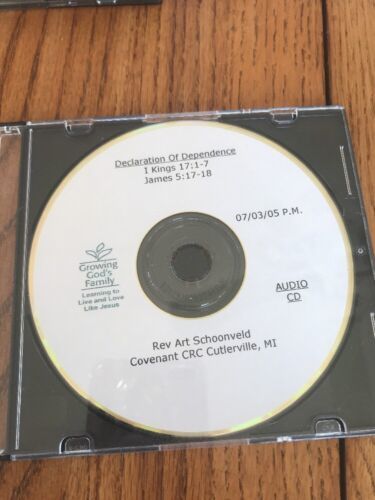 Declaration Of Dependence
I Kings 17:1-7
James 5:17-18
07/03/05 P.M.
Growing
God's
Family
Learning to
Live and Love
Like Jesus
AUDIO
CD
Rev Art Schoonveld
Covenant CRC Cutlerville, MI